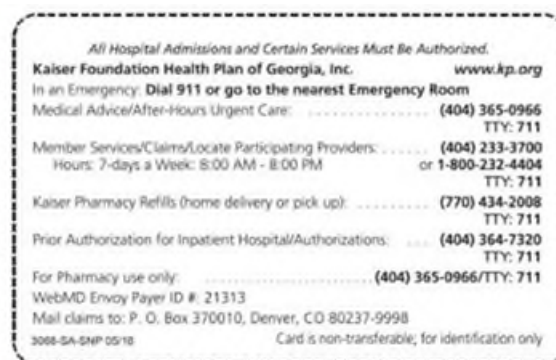 All Hospital Admissions and Certain Services Must Be Authorized.
Kaiser Foundation Health Plan of Georgia, Inc. www.kp.org
In an Emergency: Dial 911 or go to the nearest Emergency Room
Medical Advice/After-Hours Urgent Care: . . . . . . . . . . . . . . . . (404) 365-0966
TTY: 711
Member Services/Claims/Locate Participating Providers: . . . . . . (404) 233-3700
Hours: 7-days a Week: 8:00 AM - 8:00 PM or 1-800-232-4404
TTY: 711
Kaiser Pharmacy Refills (home delivery or pick up): . . . . . . . . . . (770) 434-2008
TTY: 711
Prior Authorization for Inpatient Hospital/Authorizations: . . . (404) 364-7320
TTY: 711
For Pharmacy use only: . . . . . . . . . . . . . . . . . . . . (404) 365-0966/TTY: 711
WebMD Envoy Payer ID #: 21313
Mail claims to: P. O. Box 370010, Denver, CO 80237-9998
3068-SA-SNP 05/18 Card is non-transferable; for identification only